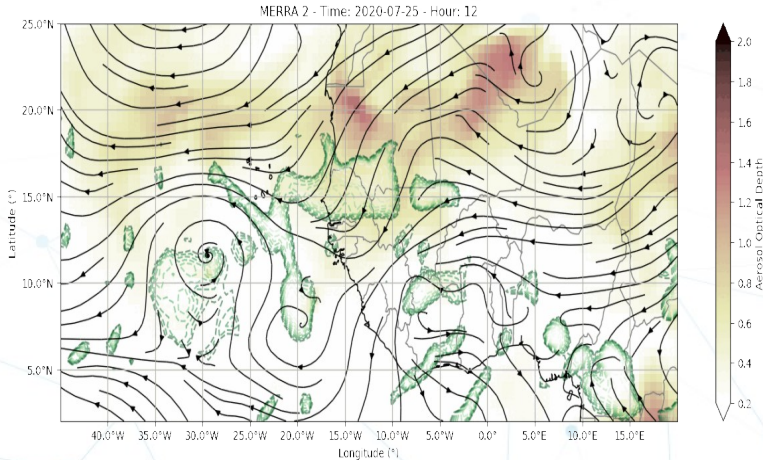 MERRA 2 - Time: 2020-07-25 - Hour: 12
25.0°N
20.0°N
15.0°N
10.0°N
5.0°N
Latitude (°)
40.0°W 35.0°W 30.0°W 25.0°W 20.0°W 15.0°W 10.0°W 5.0°W 0.0°E 5.0°E 10.0°E 15.0°E
Longitude (°)
2.0
1.8
1.6
1.4
1.2
1.0
0.8
0.6
0.4
0.2
Aerosol Optical Depth